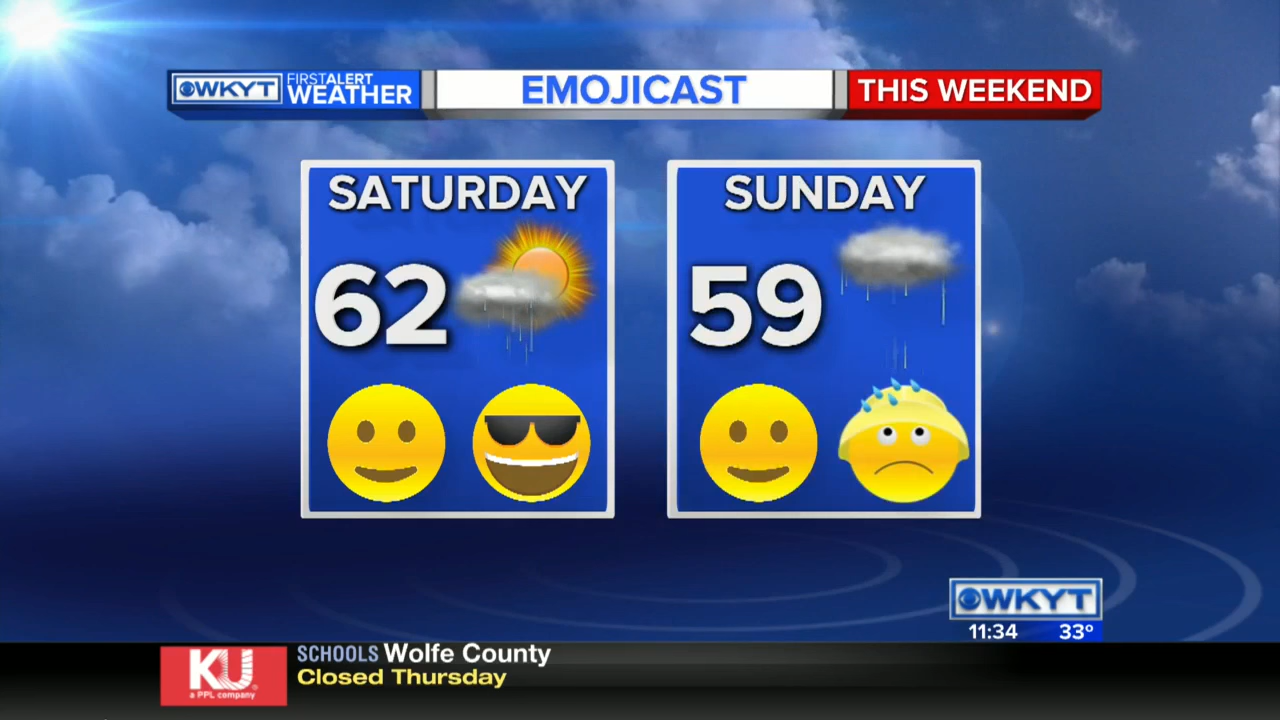 WKYT FIRST ALERT WEATHER EMOJICAST THIS WEEKEND
SATURDAY
62
SUNDAY
59
WKYT
11:34 33°
KU
a PPL company
SCHOOLS Wolfe County
Closed Thursday